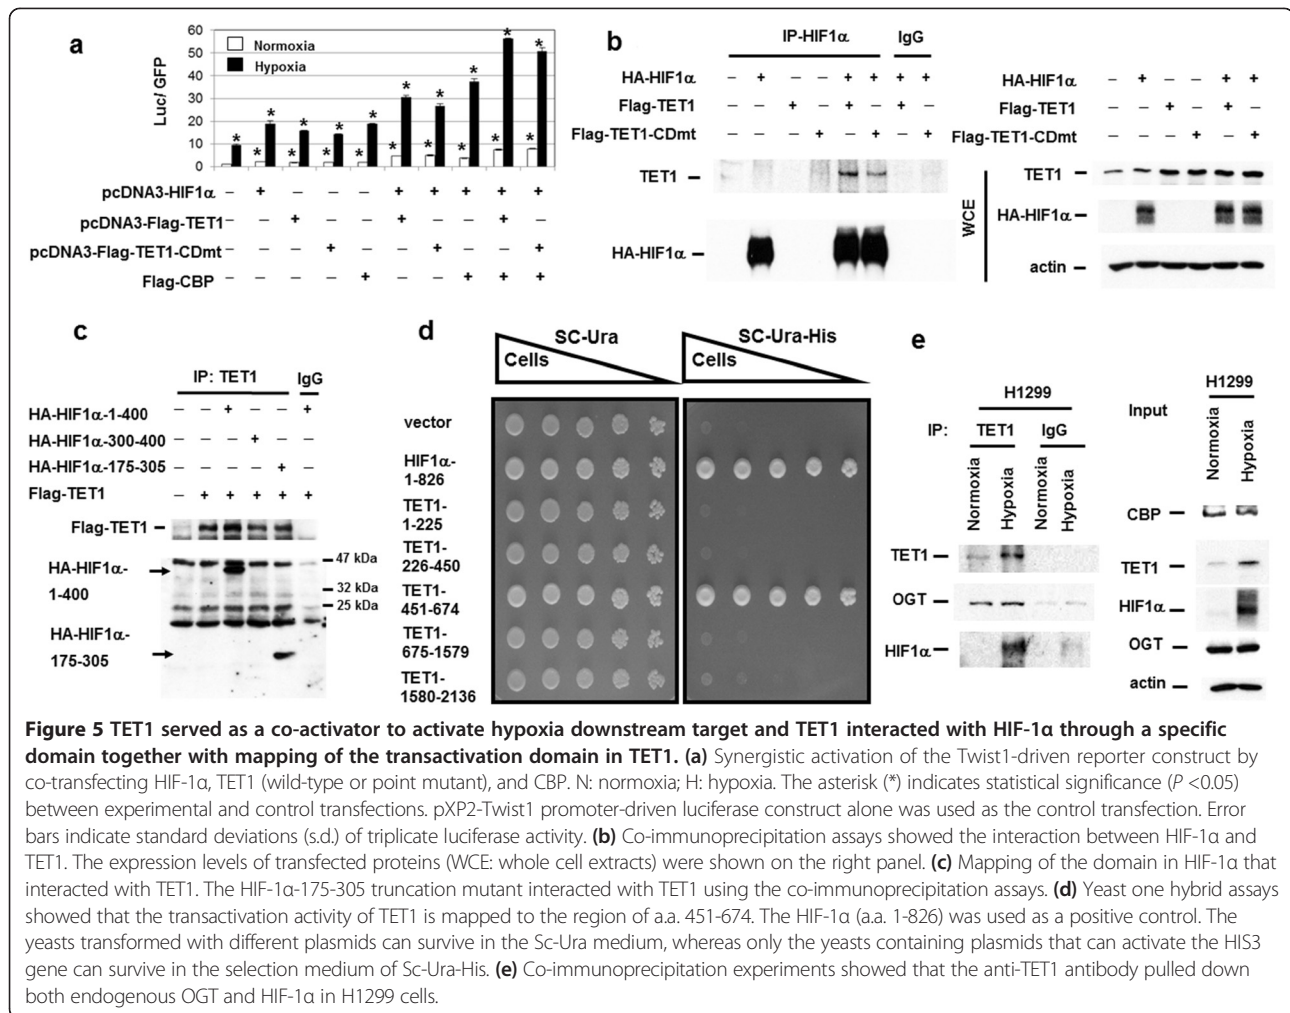 a
60
50
40
30
20
10
0
Luc/ GFP
Normoxia
Hypoxia
* * * * * * * * * *
* * * * * * * * *
pcDNA3-HIF1α – + – – – + + + + +
pcDNA3-Flag-TET1 – – + – – + – – + –
pcDNA3-Flag-TET1-CDmt – – – + – – + – – +
Flag-CBP – – – – + – – + + +
b
IP-HIF1α IgG
HA-HIF1α – + – – + + + +
Flag-TET1 – – + – + – + –
Flag-TET1-CDmt – – – + – + – +
TET1 –
HA-HIF1α –
HA-HIF1α – + – – + +
Flag-TET1 – – + – + –
Flag-TET1-CDmt – – – + – +
WCE
TET1 –
HA-HIF1α –
actin –
c
IP: TET1 IgG
HA-HIF1α-1-400 – – + – – +
HA-HIF1α-300-400 – – – + – –
HA-HIF1α-175-305 – – – – + –
Flag-TET1 – + + + + +
Flag-TET1 –
HA-HIF1α-
1-400
HA-HIF1α-
175-305
47 kDa
32 kDa
25 kDa
d
SC-Ura
Cells
SC-Ura-His
Cells
vector
HIF1α-
1-826
TET1-
1-225
TET1-
226-450
TET1-
451-674
TET1-
675-1579
TET1-
1580-2136
e
H1299
IP: TET1 IgG
Normoxia
Hypoxia
Normoxia
Hypoxia
TET1 –
OGT –
HIF1α –
Input
H1299
Normoxia
Hypoxia
CBP –
TET1 –
HIF1α –
OGT –
actin –
Figure 5 TET1 served as a co-activator to activate hypoxia downstream target and TET1 interacted with HIF-1α through a specific
domain together with mapping of the transactivation domain in TET1. (a) Synergistic activation of the Twist1-driven reporter construct by
co-transfecting HIF-1α, TET1 (wild-type or point mutant), and CBP. N: normoxia; H: hypoxia. The asterisk (*) indicates statistical significance (P <0.05)
between experimental and control transfections. pXP2-Twist1 promoter-driven luciferase construct alone was used as the control transfection. Error
bars indicate standard deviations (s.d.) of triplicate luciferase activity. (b) Co-immunoprecipitation assays showed the interaction between HIF-1α and
TET1. The expression levels of transfected proteins (WCE: whole cell extracts) were shown on the right panel. (c) Mapping of the domain in HIF-1α that
interacted with TET1. The HIF-1α-175-305 truncation mutant interacted with TET1 using the co-immunoprecipitation assays. (d) Yeast one hybrid assays
showed that the transactivation activity of TET1 is mapped to the region of a.a. 451-674. The HIF-1α (a.a. 1-826) was used as a positive control. The
yeasts transformed with different plasmids can survive in the Sc-Ura medium, whereas only the yeasts containing plasmids that can activate the HIS3
gene can survive in the selection medium of Sc-Ura-His. (e) Co-immunoprecipitation experiments showed that the anti-TET1 antibody pulled down
both endogenous OGT and HIF-1α in H1299 cells.